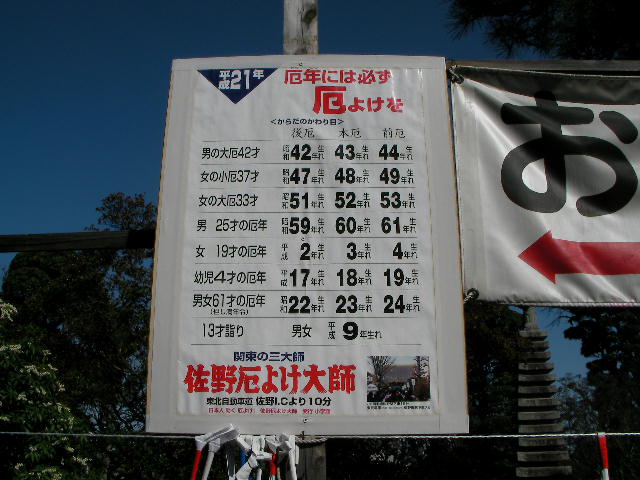 平成21年
厄年には必ず
厄よけを
<からだのかわり目>
後厄 本厄 前厄
男の大厄42才 昭和42年生れ 43年生れ 44年生れ
女の小厄37才 昭和47年生れ 48年生れ 49年生れ
女の大厄33才 昭和51年生れ 52年生れ 53年生れ
男 25才の厄年 昭和59年生れ 60年生れ 61年生れ
女 19才の厄年 平成2年生れ 3年生れ 4年生れ
幼児4才の厄年 平成17年生れ 18年生れ 19年生れ
男女61才の厄年 昭和22年生れ 23年生れ 24年生れ
13才詣り 男女 平成9年生れ
関東の三大師
佐野厄よけ大師
東北自動車道 佐野I.Cより10分
お